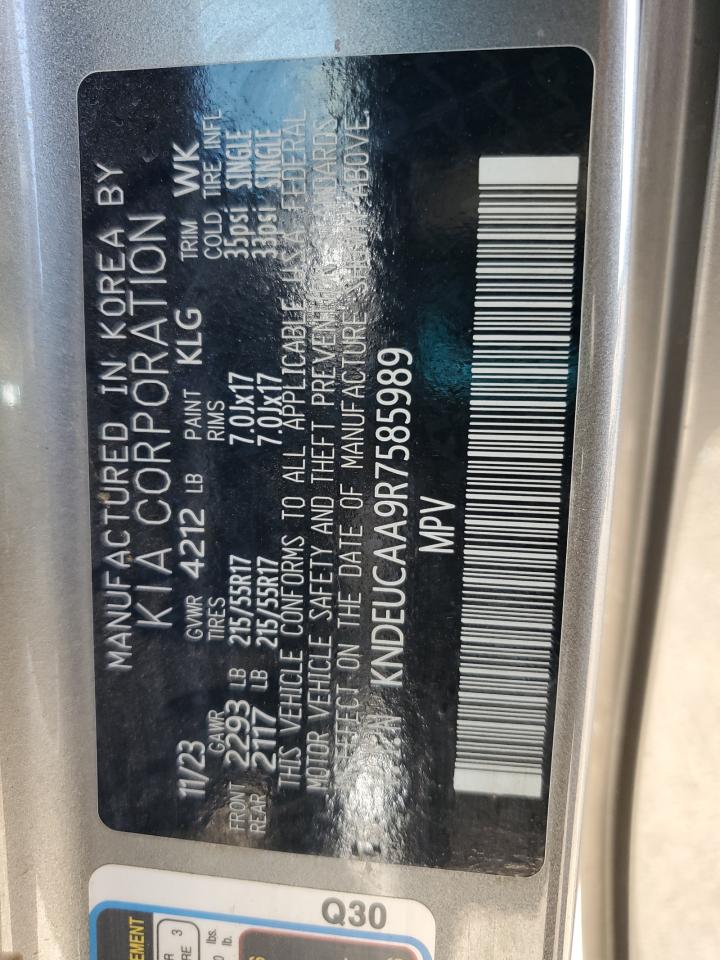 MANUFACTURED IN KOREA BY
KIA CORPORATION
11/23 GVWR 4212 LB PAINT KLG TRIM WK
GAWR TIRES RIMS COLD TIRE INFL
FRONT 2293 LB 215/55R17 7.0Jx17 35psi SINGLE
REAR 2117 LB 215/55R17 7.0Jx17 33psi SINGLE
THIS VEHICLE CONFORMS TO ALL APPLICABLE U.S.A FEDERAL
MOTOR VEHICLE SAFETY AND THEFT PREVENTION STANDARDS
IN EFFECT ON THE DATE OF MANUFACTURE SHOWN ABOVE.
KNDEUCAA9R7585989
MPV
Q30